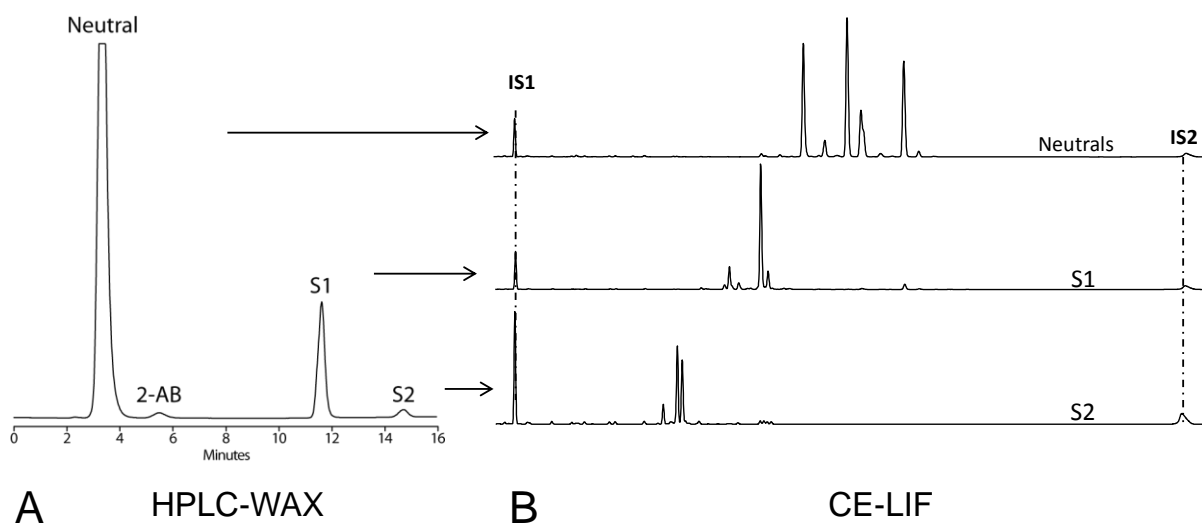 Neutral
S1
2-AB
S2
0 2 4 6 8 10 12 14 16
Minutes
A HPLC-WAX
IS1
Neutrals
IS2
S1
S2
B CE-LIF